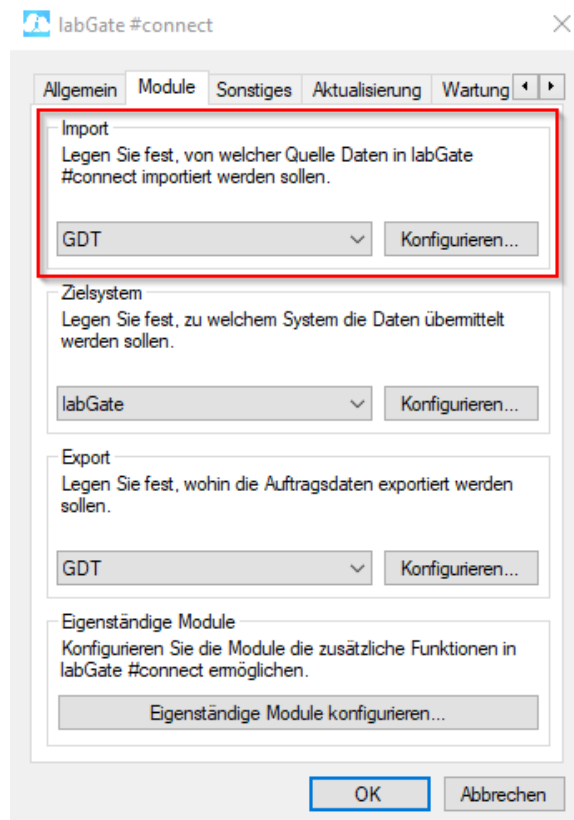 labGate #connect
Allgemein Module Sonstiges Aktualisierung Wartung
Import
Legen Sie fest, von welcher Quelle Daten in labGate
#connect importiert werden sollen.
GDT Konfigurieren...
Zielsystem
Legen Sie fest, zu welchem System die Daten übermittelt
werden sollen.
labGate Konfigurieren...
Export
Legen Sie fest, wohin die Auftragsdaten exportiert werden
sollen.
GDT Konfigurieren...
Eigenständige Module
Konfigurieren Sie die Module die zusätzliche Funktionen in
labGate #connect ermöglichen.
Eigenständige Module konfigurieren...
OK Abbrechen